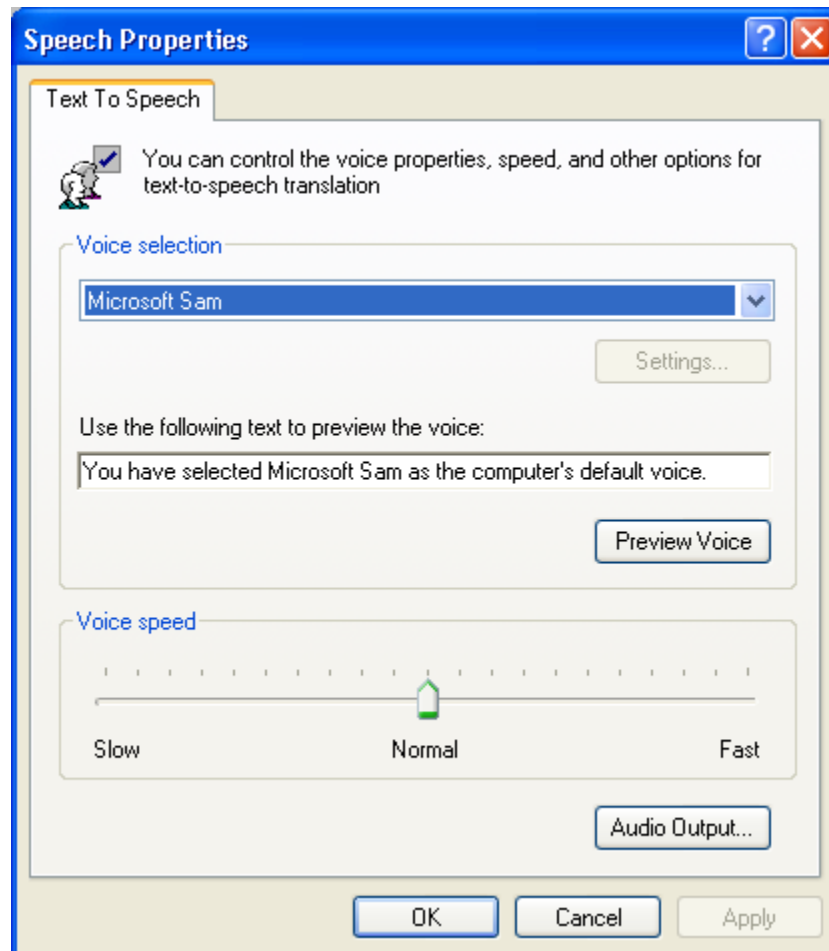 Speech Properties
?
Text To Speech
You can control the voice properties, speed, and other options for
text-to-speech translation
Voice selection
Microsoft Sam
Settings...
Use the following text to preview the voice:
You have selected Microsoft Sam as the computer's default voice.
Preview Voice
Voice speed
Slow Normal Fast
Audio Output...
OK Cancel Apply